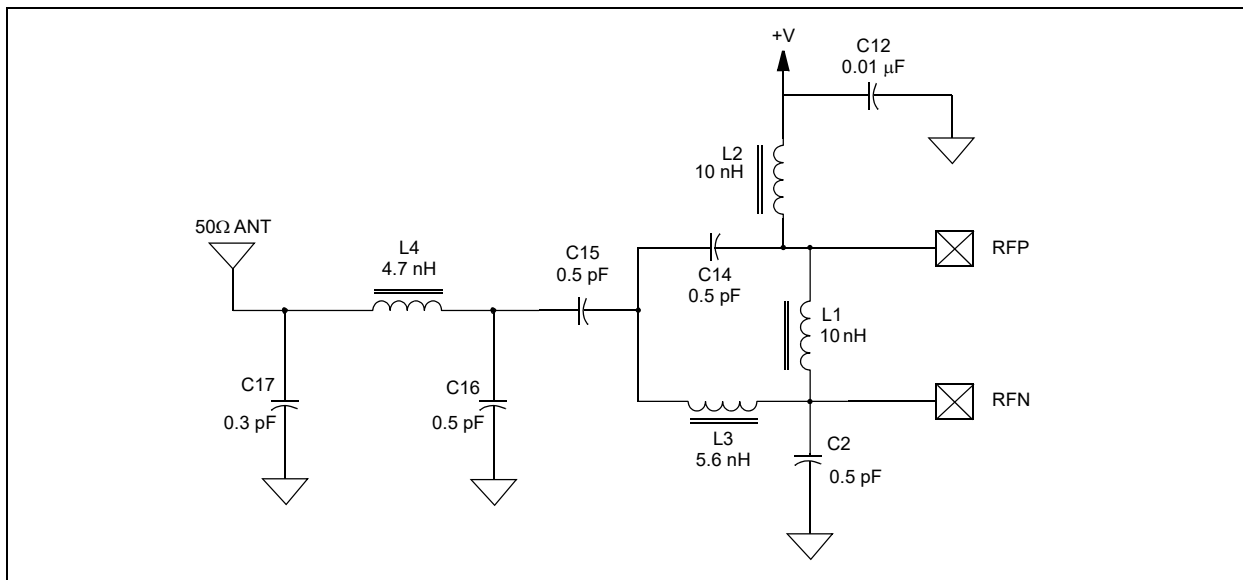 +V
C12
0.01 μF
L2
10 nH
50Ω ANT
L4
4.7 nH
C15
0.5 pF
C14
0.5 pF
RFP
L1
10 nH
C17
0.3 pF
C16
0.5 pF
L3
5.6 nH
RFN
C2
0.5 pF